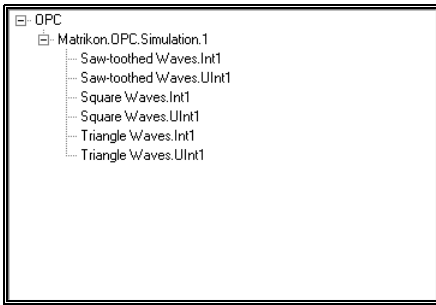 OPC
Matrikon.OPC.Simulation.1
Saw-toothed Waves.Int1
Saw-toothed Waves.UInt1
Square Waves.Int1
Square Waves.UInt1
Triangle Waves.Int1
Triangle Waves.UInt1